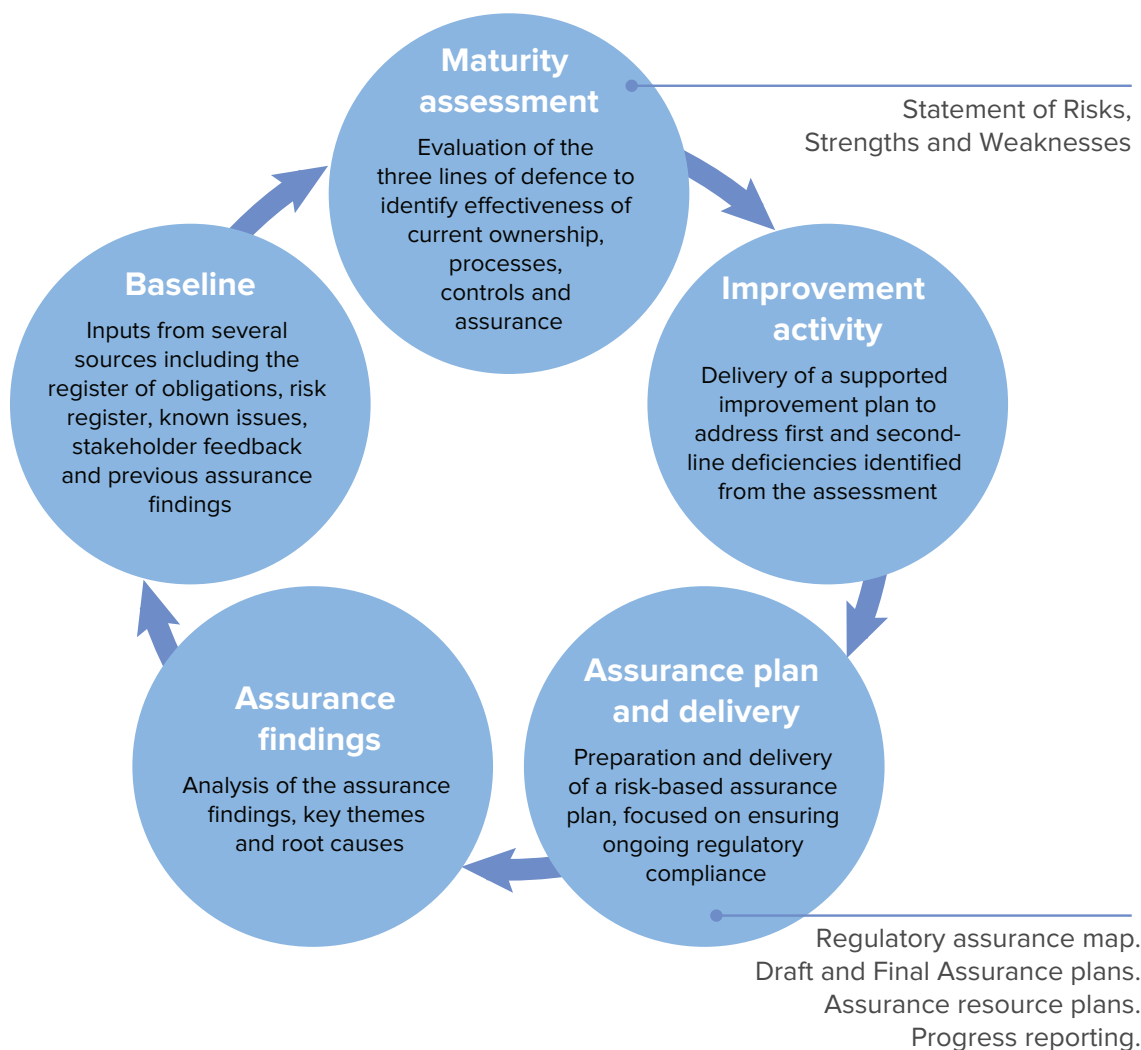 Maturity
assessment
Evaluation of the
three lines of defence to
identify effectiveness of
current ownership,
processes,
controls and
assurance
Statement of Risks,
Strengths and Weaknesses
Improvement
activity
Delivery of a supported
improvement plan to
address first and second-
line deficiencies identified
from the assessment
Assurance plan
and delivery
Preparation and delivery
of a risk-based assurance
plan, focused on ensuring
ongoing regulatory
compliance
Regulatory assurance map.
Draft and Final Assurance plans.
Assurance resource plans.
Progress reporting.
Assurance
findings
Analysis of the assurance
findings, key themes
and root causes
Baseline
Inputs from several
sources including the
register of obligations, risk
register, known issues,
stakeholder feedback
and previous assurance
findings